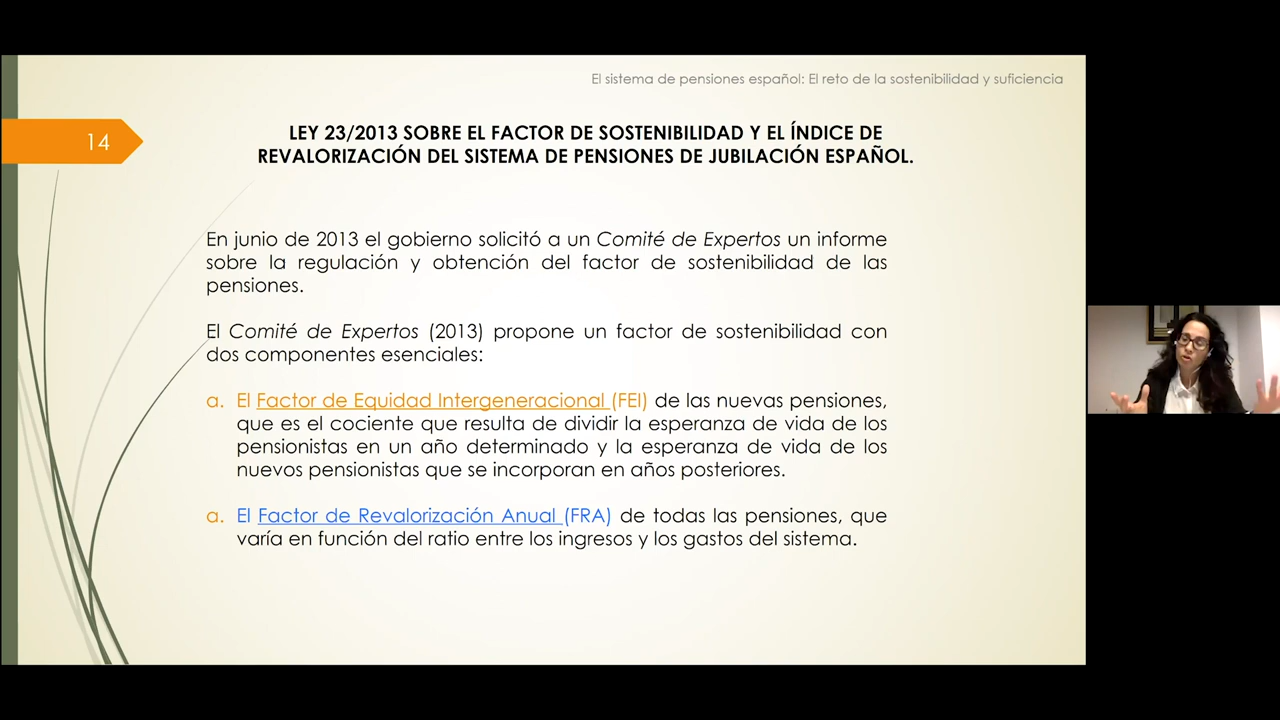 El sistema de pensiones español: El reto de la sostenibilidad y suficiencia
14
LEY 23/2013 SOBRE EL FACTOR DE SOSTENIBILIDAD Y EL ÍNDICE DE
REVALORIZACIÓN DEL SISTEMA DE PENSIONES DE JUBILACIÓN ESPAÑOL.
En junio de 2013 el gobierno solicitó a un Comité de Expertos un informe
sobre la regulación y obtención del factor de sostenibilidad de las
pensiones.
El Comité de Expertos (2013) propone un factor de sostenibilidad con
dos componentes esenciales:
a. El Factor de Equidad Intergeneracional (FEI) de las nuevas pensiones,
que es el cociente que resulta de dividir la esperanza de vida de los
pensionistas en un año determinado y la esperanza de vida de los
nuevos pensionistas que se incorporan en años posteriores.
a. El Factor de Revalorización Anual (FRA) de todas las pensiones, que
varía en función del ratio entre los ingresos y los gastos del sistema.